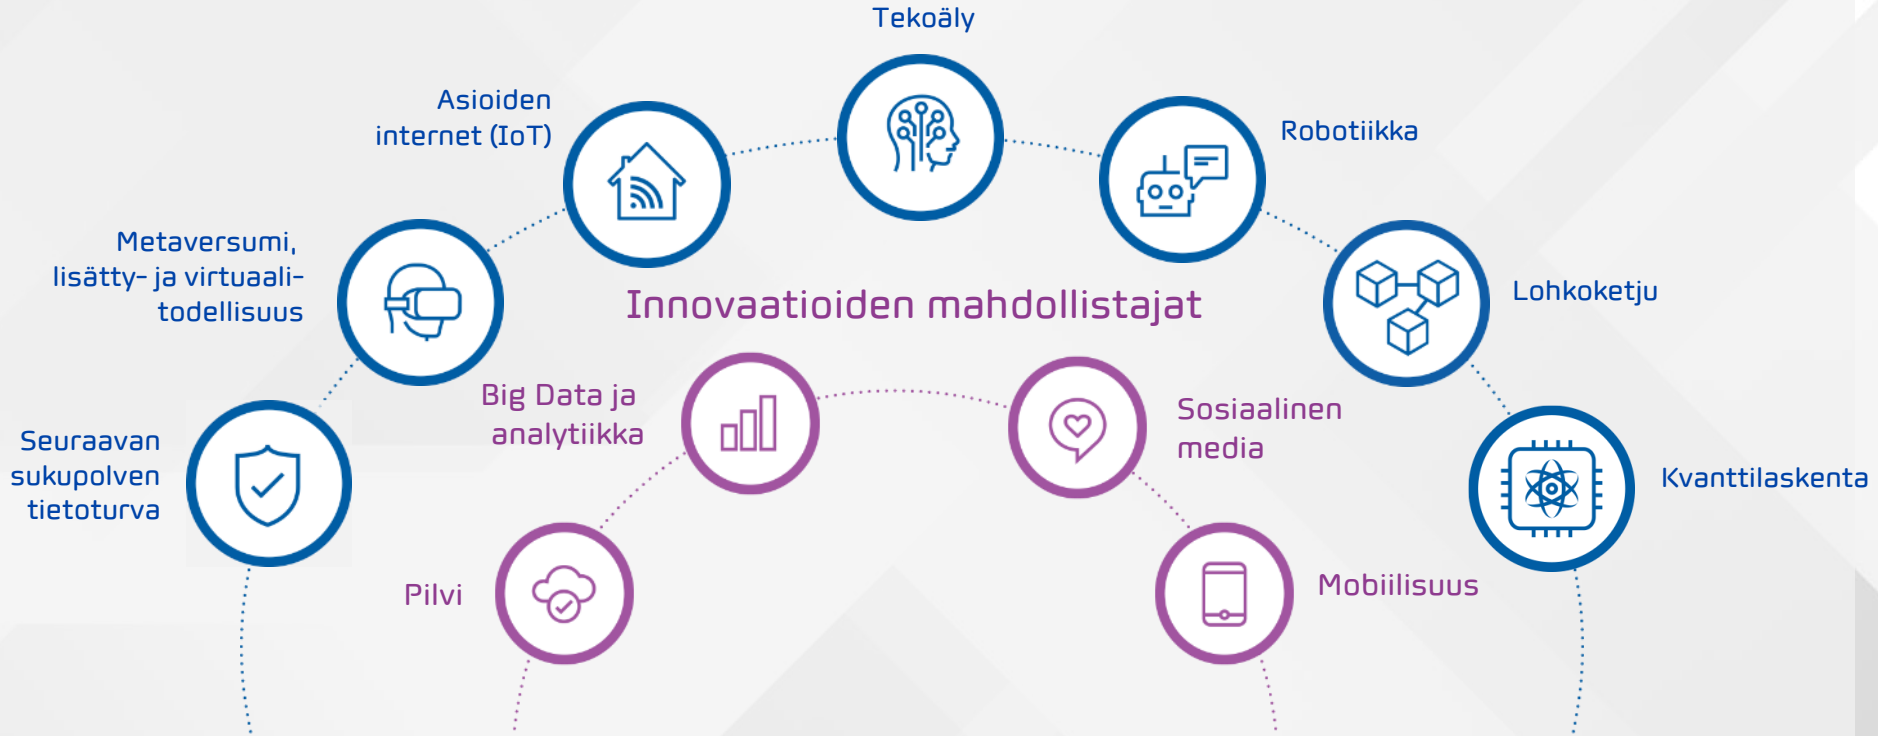 Tekoäly
Asioiden
internet (IoT)
Robotiikka
Metaversumi,
lisätty- ja virtuaali-
todellisuus
Innovaatioiden mahdollistajat
Lohkoketju
Big Data ja
analytiikka
Sosiaalinen
media
Seuraavan
sukupolven
tietoturva
Kvanttilaskenta
Pilvi
Mobiilisuus